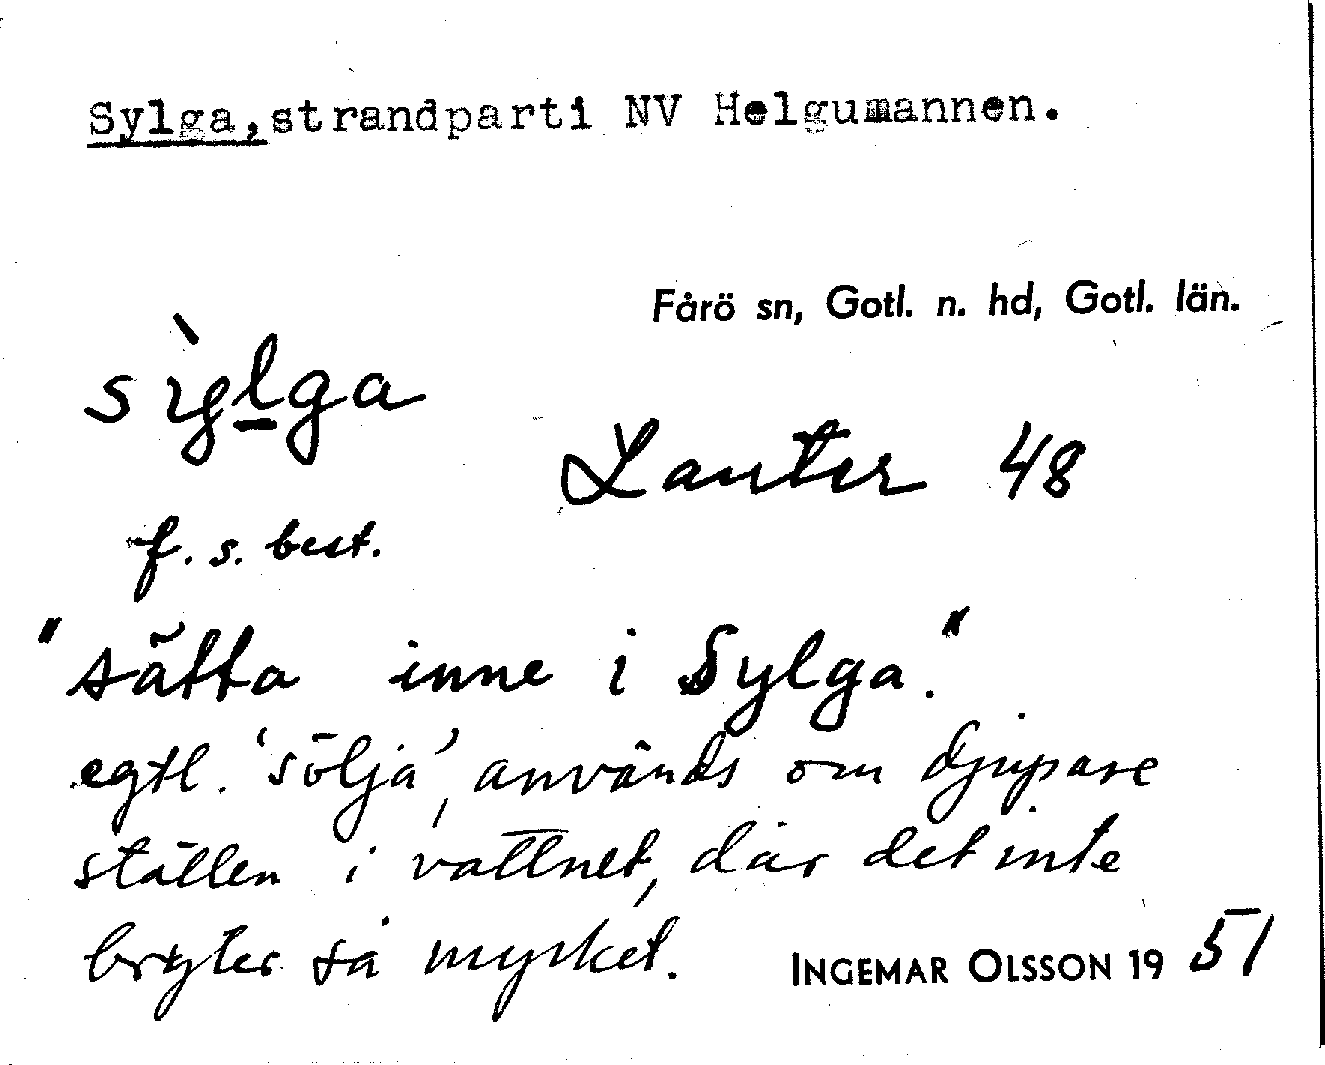 Sylga, strandparti NV Helgumannen.
Fårö sn, Gotl. n. hd, Gotl. län.
sỳlga
Lauter 48
f. s. best.
"sätta inne i Sylga."
egtl. 'sölja', används om djupare
ställen i vattnet, där det inte
bryter så mycket.
INGEMAR OLSSON 1951